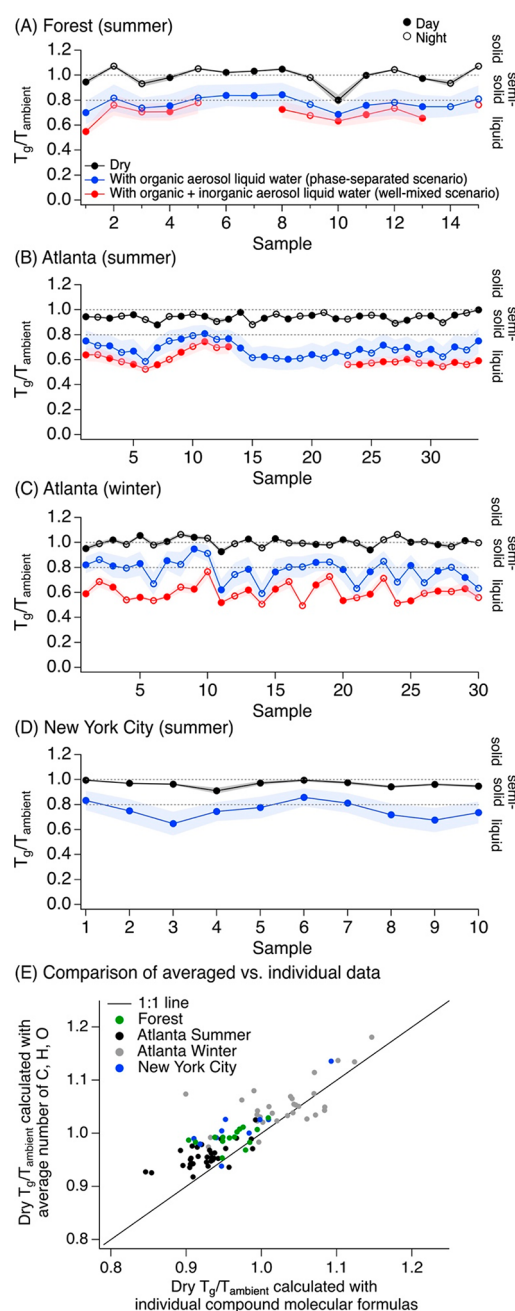 (A) Forest (summer)
Day
Night
1.2
1.0
0.8
0.6
0.4
0.2
0.0
Tg/Tambient
solid
semi-
solid
liquid
Dry
With organic aerosol liquid water (phase-separated scenario)
With organic + inorganic aerosol liquid water (well-mixed scenario)
2 4 6 8 10 12 14
Sample
(B) Atlanta (summer)
1.2
1.0
0.8
0.6
0.4
0.2
0.0
Tg/Tambient
solid
semi-
solid
liquid
5 10 15 20 25 30
Sample
(C) Atlanta (winter)
1.2
1.0
0.8
0.6
0.4
0.2
0.0
Tg/Tambient
solid
semi-
solid
liquid
5 10 15 20 25 30
Sample
(D) New York City (summer)
1.2
1.0
0.8
0.6
0.4
0.2
0.0
Tg/Tambient
solid
semi-
solid
liquid
1 2 3 4 5 6 7 8 9 10
Sample
(E) Comparison of averaged vs. individual data
1:1 line
Forest
Atlanta Summer
Atlanta Winter
New York City
1.2
1.1
1.0
0.9
0.8
Dry Tg/Tambient calculated with
average number of C, H, O
0.8 0.9 1.0 1.1 1.2
Dry Tg/Tambient calculated with
individual compound molecular formulas